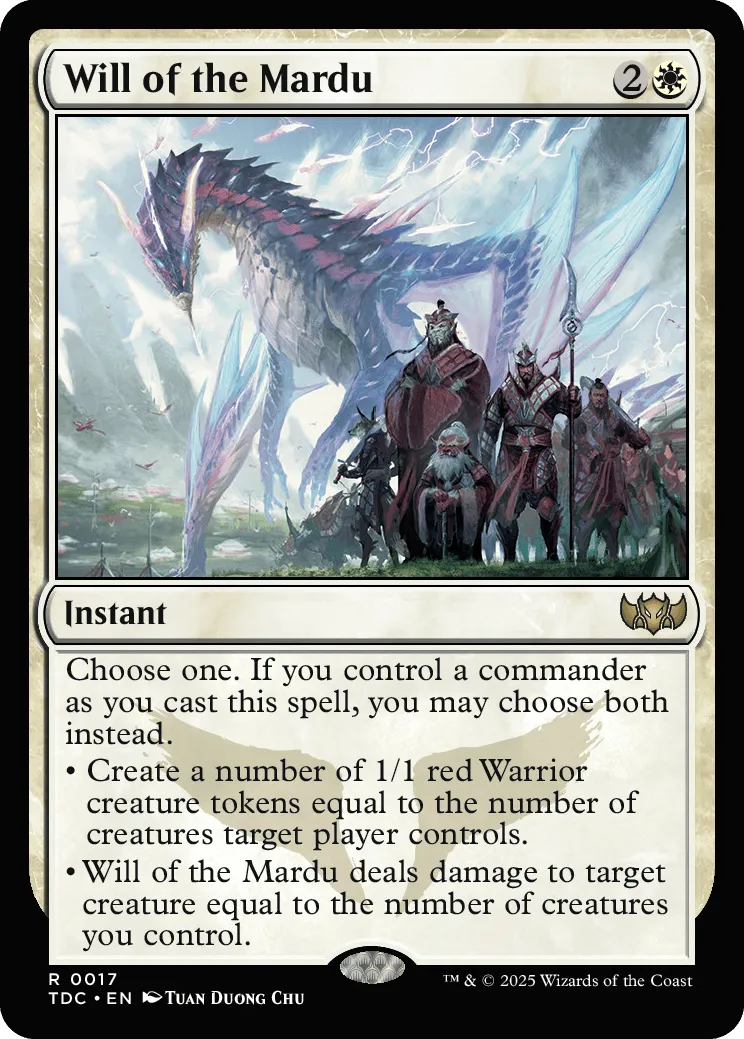 Will of the Mardu 2
Instant
Choose one. If you control a commander
as you cast this spell, you may choose both
instead.
• Create a number of 1/1 red Warrior
creature tokens equal to the number of
creatures target player controls.
• Will of the Mardu deals damage to target
creature equal to the number of creatures
you control.
R 0017
TDC • EN Tuan Duong Chu
™ & © 2025 Wizards of the Coast